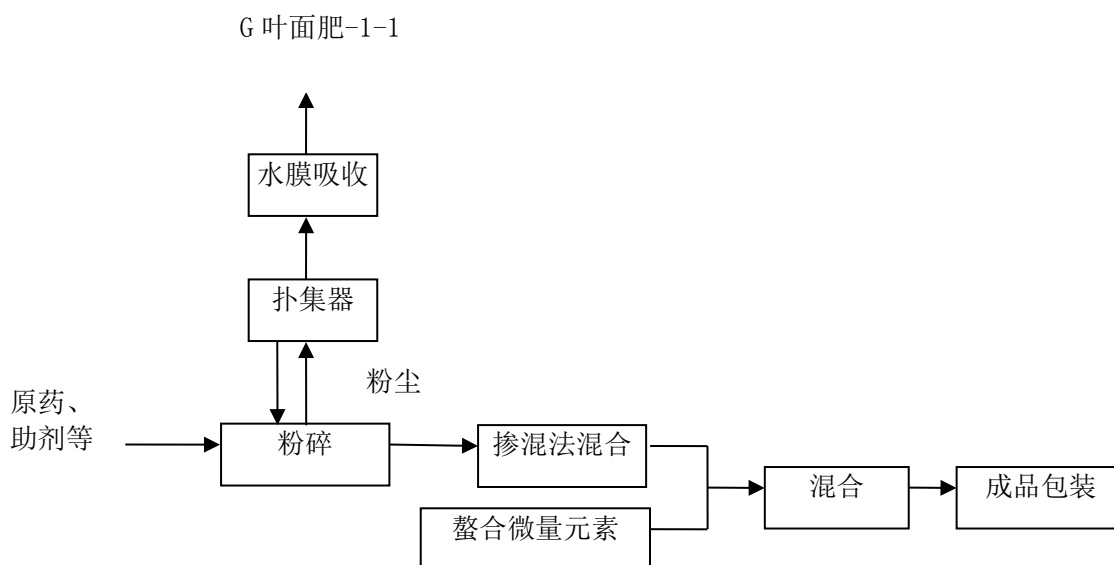 G 叶面肥-1-1
水膜吸收
扑集器
粉尘
原药、
助剂等
粉碎
掺混法混合
混合
成品包装
螯合微量元素